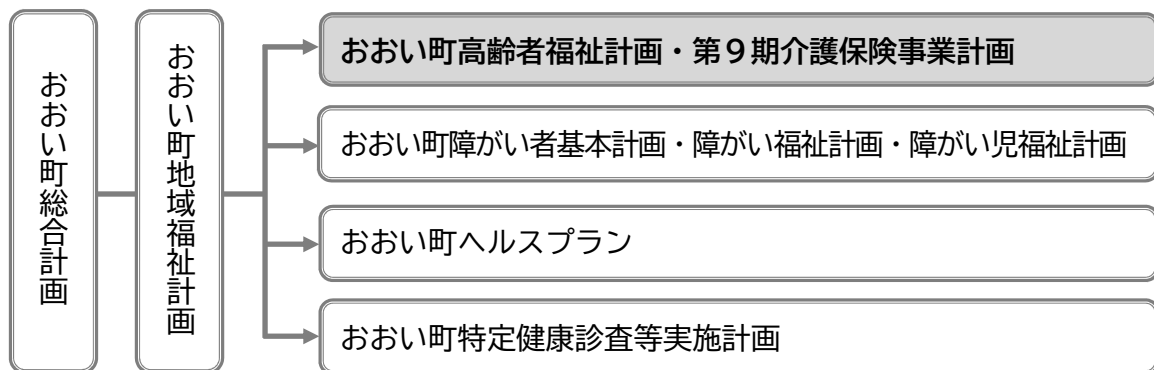 おおい町総合計画
おおい町地域福祉計画
おおい町高齢者福祉計画・第９期介護保険事業計画
おおい町障がい者基本計画・障がい福祉計画・障がい児福祉計画
おおい町ヘルスプラン
おおい町特定健康診査等実施計画